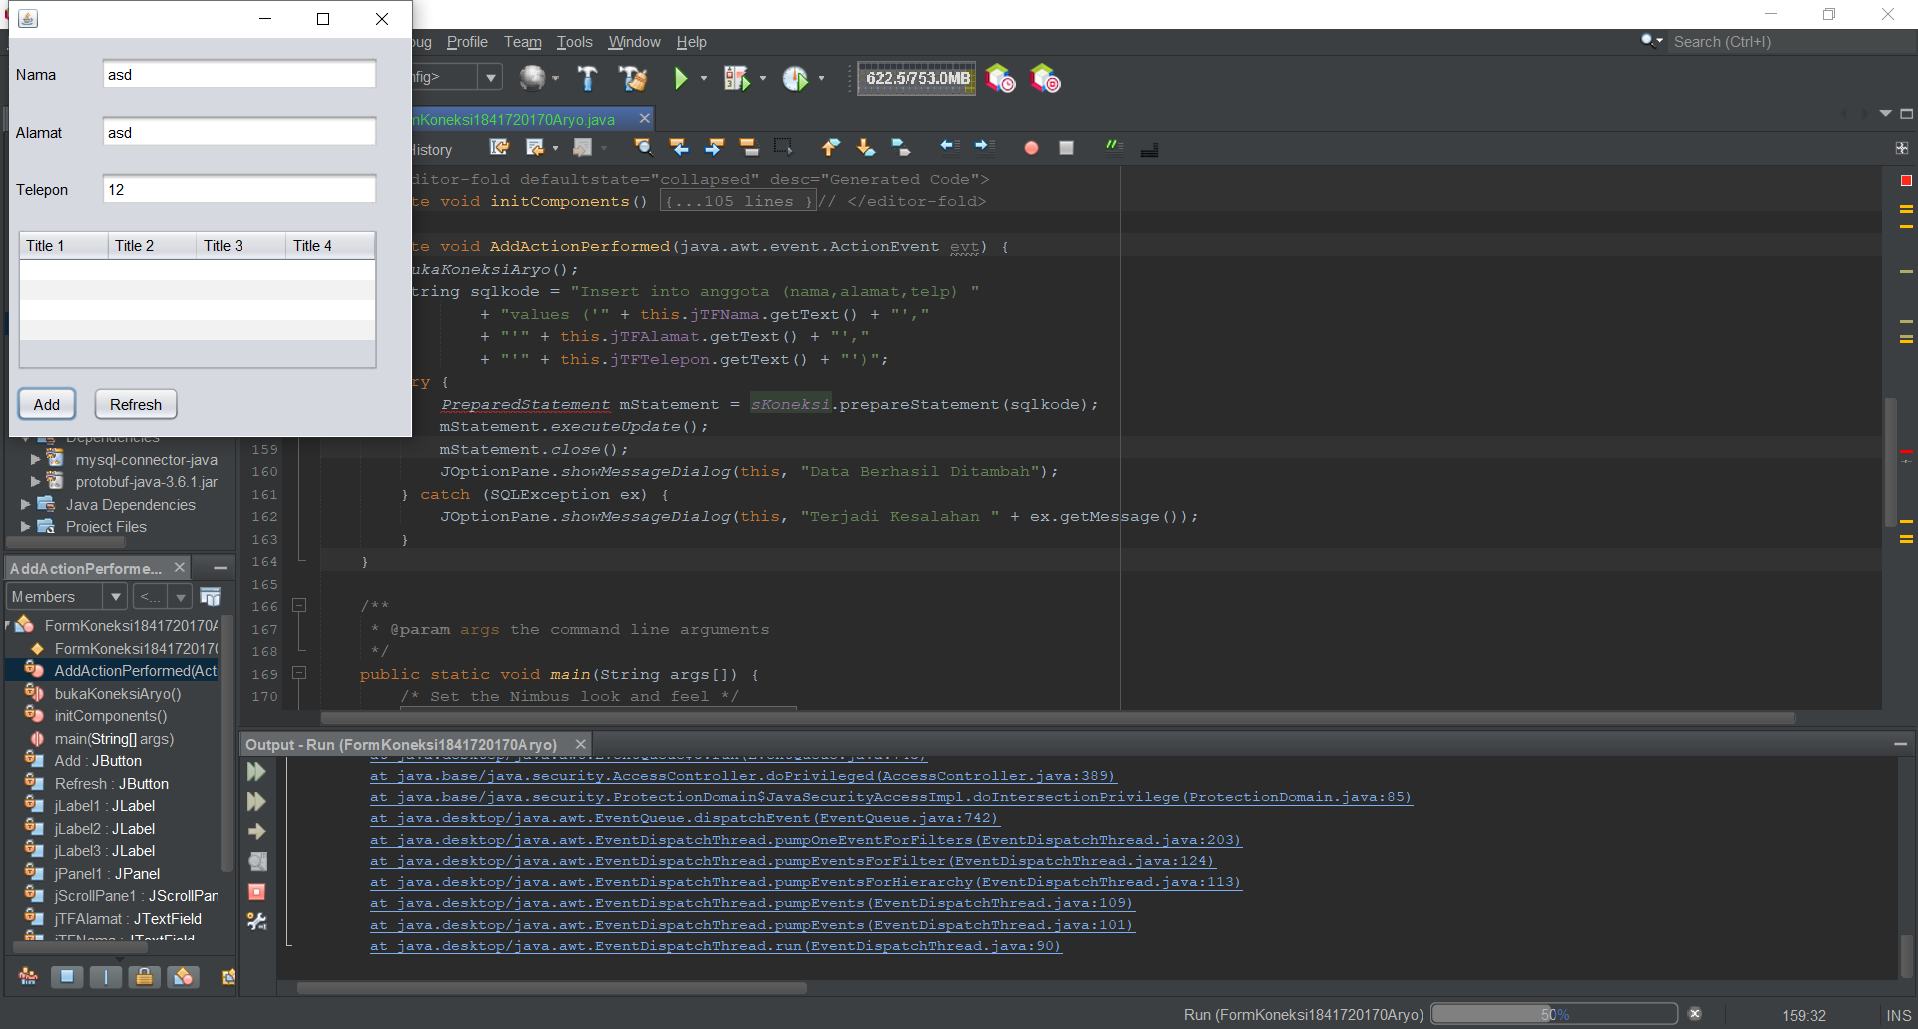 bug Profile Team Tools Window Help
Search (Ctrl+I)
nfig>
622.5/753.0MB
Nama asd
Alamat asd
Telepon 12
Title 1 Title 2 Title 3 Title 4
Add Refresh
nKoneksi1841720170Aryo.java
History
ditor-fold defaultstate="collapsed" desc="Generated Code">
te void initComponents() {...105 lines }// </editor-fold>
te void AddActionPerformed(java.awt.event.ActionEvent evt) {
ukaKoneksiAryo();
tring sqlkode = "Insert into anggota (nama,alamat,telp) "
+ "values ('" + this.jTFNama.getText() + "',"
+ "'" + this.jTFAlamat.getText() + "',"
+ "'" + this.jTFTelepon.getText() + "')";
ry {
PreparedStatement mStatement = sKoneksi.prepareStatement(sqlkode);
mStatement.executeUpdate();
159 mStatement.close();
160 JOptionPane.showMessageDialog(this, "Data Berhasil Ditambah");
161 } catch (SQLException ex) {
162 JOptionPane.showMessageDialog(this, "Terjadi Kesalahan " + ex.getMessage());
163 }
164 }
165
166 /**
167 * @param args the command line arguments
168 */
169 public static void main(String args[]) {
170 /* Set the Nimbus look and feel */
Dependencies
mysql-connector-java
protobuf-java-3.6.1.jar
Java Dependencies
Project Files
AddActionPerforme...
Members <...
FormKoneksi1841720170A
FormKoneksi184172017(
AddActionPerformed(Act
bukaKoneksiAryo()
initComponents()
main(String[] args)
Add : JButton
Refresh : JButton
jLabel1 : JLabel
jLabel2 : JLabel
jLabel3 : JLabel
jPanel1 : JPanel
jScrollPane1 : JScrollPan
jTFAlamat : JTextField
jTFNama : JTextField
Output - Run (FormKoneksi1841720170Aryo)
at java.base/java.security.AccessController.doPrivileged(AccessController.java:389)
at java.base/java.security.ProtectionDomain$JavaSecurityAccessImpl.doIntersectionPrivilege(ProtectionDomain.java:85)
at java.desktop/java.awt.EventQueue.dispatchEvent(EventQueue.java:742)
at java.desktop/java.awt.EventDispatchThread.pumpOneEventForFilters(EventDispatchThread.java:203)
at java.desktop/java.awt.EventDispatchThread.pumpEventsForFilter(EventDispatchThread.java:124)
at java.desktop/java.awt.EventDispatchThread.pumpEventsForHierarchy(EventDispatchThread.java:113)
at java.desktop/java.awt.EventDispatchThread.pumpEvents(EventDispatchThread.java:109)
at java.desktop/java.awt.EventDispatchThread.pumpEvents(EventDispatchThread.java:101)
at java.desktop/java.awt.EventDispatchThread.run(EventDispatchThread.java:90)
Run (FormKoneksi1841720170Aryo) 50% 159:32 INS